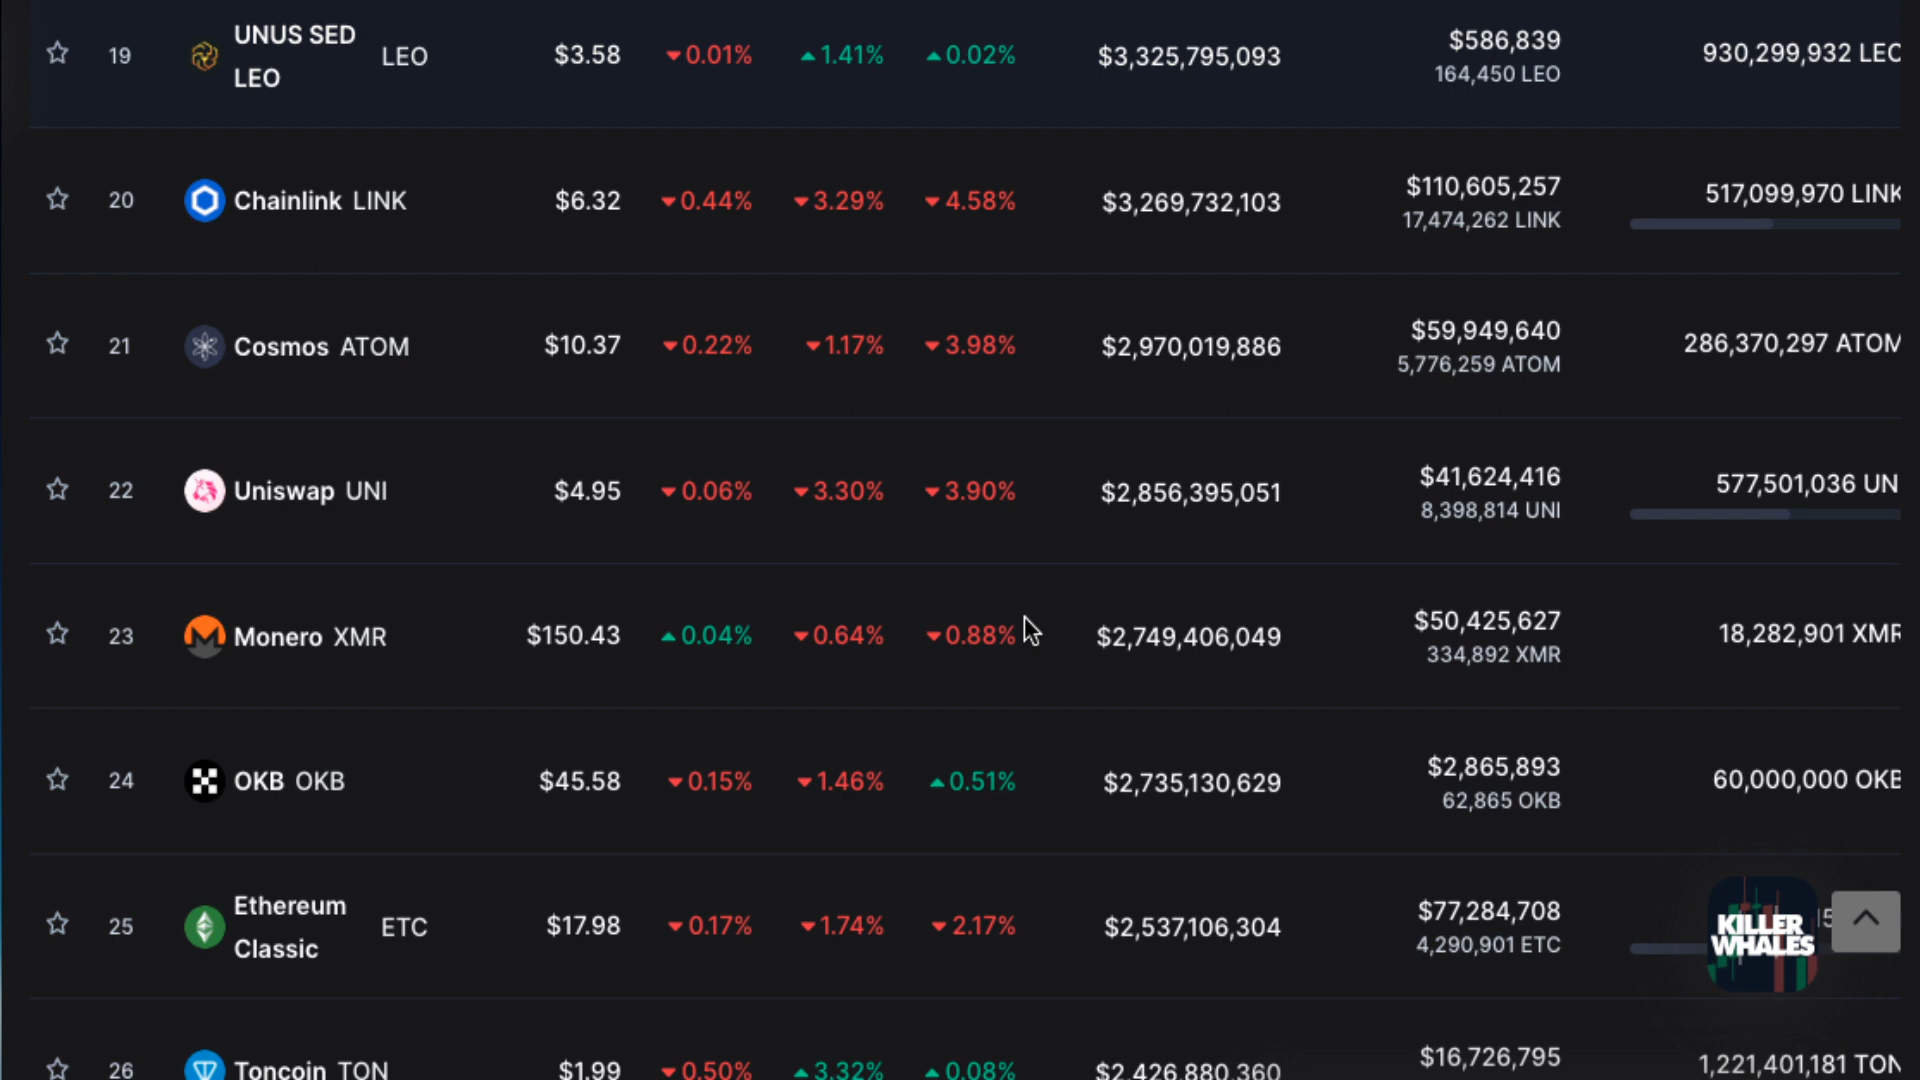 19 UNUS SED LEO LEO $3.58 0.01% 1.41% 0.02% $3,325,795,093 $586,839 930,299,932 LEO
164,450 LEO
20 Chainlink LINK $6.32 0.44% 3.29% 4.58% $3,269,732,103 $110,605,257 517,099,970 LINK
17,474,262 LINK
21 Cosmos ATOM $10.37 0.22% 1.17% 3.98% $2,970,019,886 $59,949,640 286,370,297 ATOM
5,776,259 ATOM
22 Uniswap UNI $4.95 0.06% 3.30% 3.90% $2,856,395,051 $41,624,416 577,501,036 UN
8,398,814 UNI
23 Monero XMR $150.43 0.04% 0.64% 0.88% $2,749,406,049 $50,425,627 18,282,901 XMR
334,892 XMR
24 OKB OKB $45.58 0.15% 1.46% 0.51% $2,735,130,629 $2,865,893 60,000,000 OKB
62,865 OKB
25 Ethereum Classic ETC $17.98 0.17% 1.74% 2.17% $2,537,106,304 $77,284,708
4,290,901 ETC
KILLER
WHALES
26 Toncoin TON $1.99 0.50% 3.32% 0.08% $2,426,880,360 $16,726,795 1,221,401,181 TON